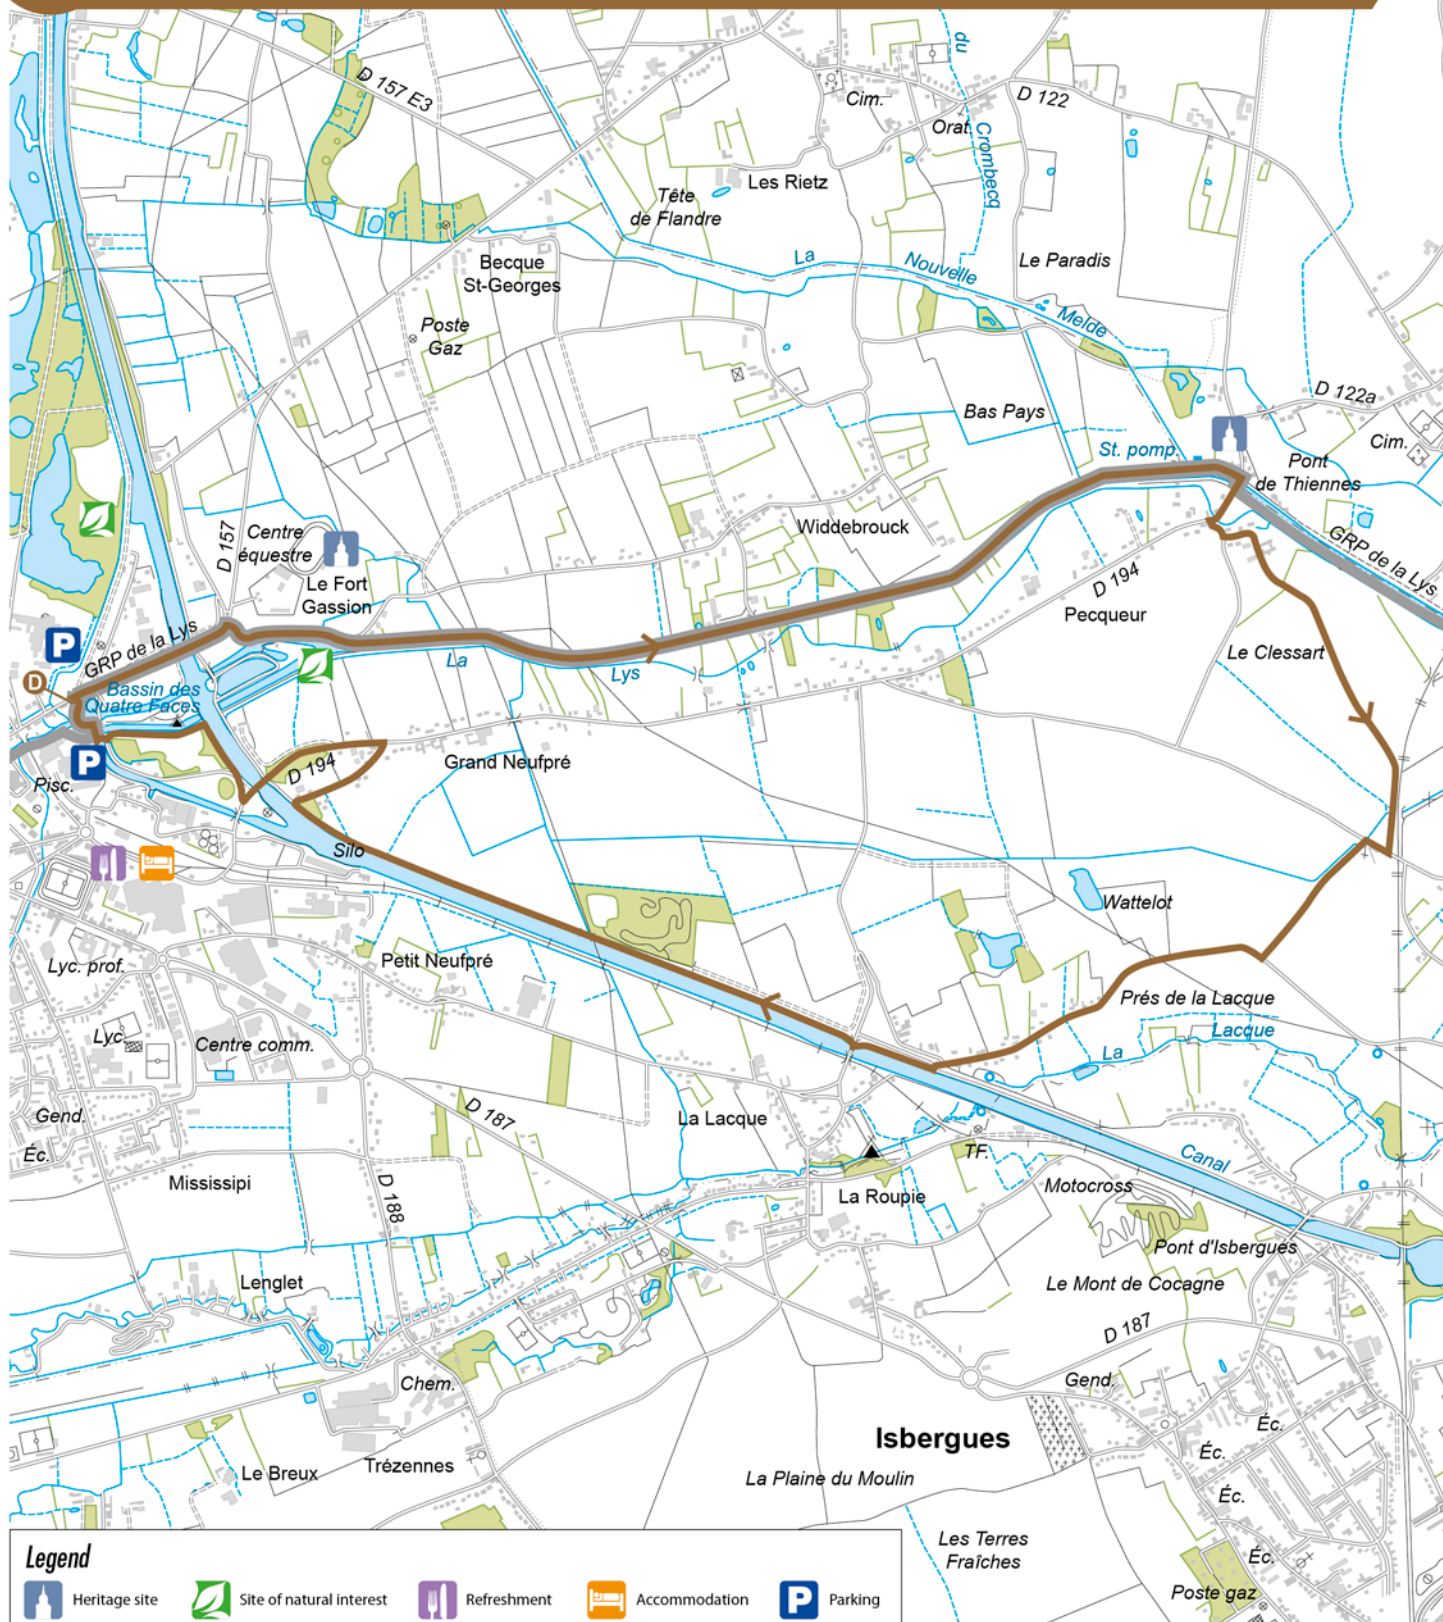 D 157 E3
du
Cim.
D 122
Orat.
Crombecq
Les Rietz
Tête
de Flandre
Becque
St-Georges
La
Nouvelle
Le Paradis
Melde
Poste
Gaz
D 122a
Bas Pays
Cim.
St. pomp.
Pont
de Thiennes
Widdebrouck
D 157
Centre
équestre
Le Fort
Gassion
GRP de la Lys
D 194
Pecqueur
GRP de la Lys
Le Clessart
La
Lys
D
P
Bassin des
Quatre Faces
P
Pisc.
D 194
Grand Neufpré
Silo
Wattelot
Petit Neufpré
Lyc. prof.
Prés de la Lacque
Lyc.
Centre comm.
La
Lacque
Gend.
Éc.
D 187
La Lacque
TF.
Canal
Mississipi
D 188
La Roupie
Motocross
Pont d'Isbergues
Lenglet
Le Mont de Cocagne
D 187
Chem.
Gend.
Isbergues
Éc.
Éc.
Le Breux
Trézennes
La Plaine du Moulin
Éc.
Les Terres
Fraîches
Éc.
Poste gaz
Legend
Heritage site
Site of natural interest
Refreshment
Accommodation
P
Parking